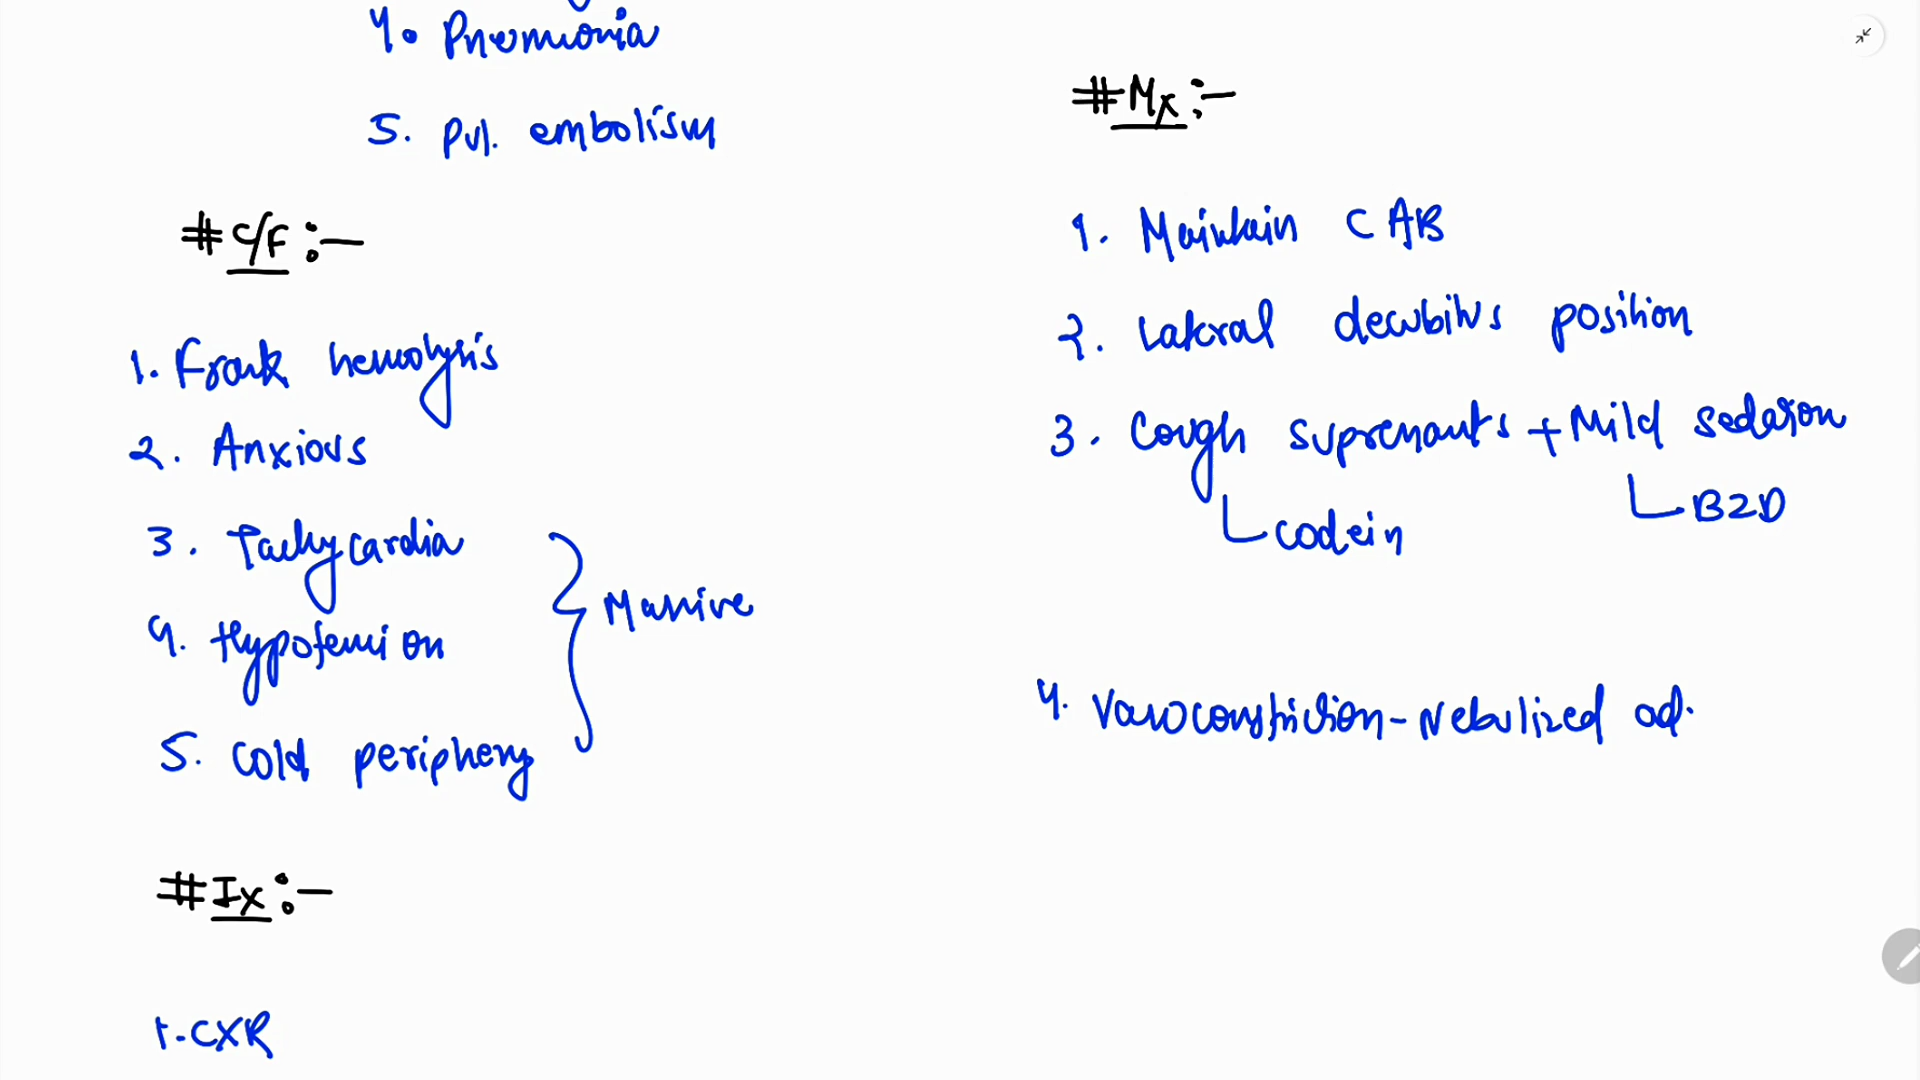 4. Pneumonia
5. Pul. embolism
# C/F :-
1. Frank hemolysis
2. Anxious
3. Tachycardia
4. Hypotension
5. Cold periphery
Massive
# Ix :-
1. CXR
# Mx :-
1. Maintain CAB
2. Lateral decubitus position
3. Cough supressants + Mild sedation
codein
BZD
4. Vasoconstriction - Nebulized ad.